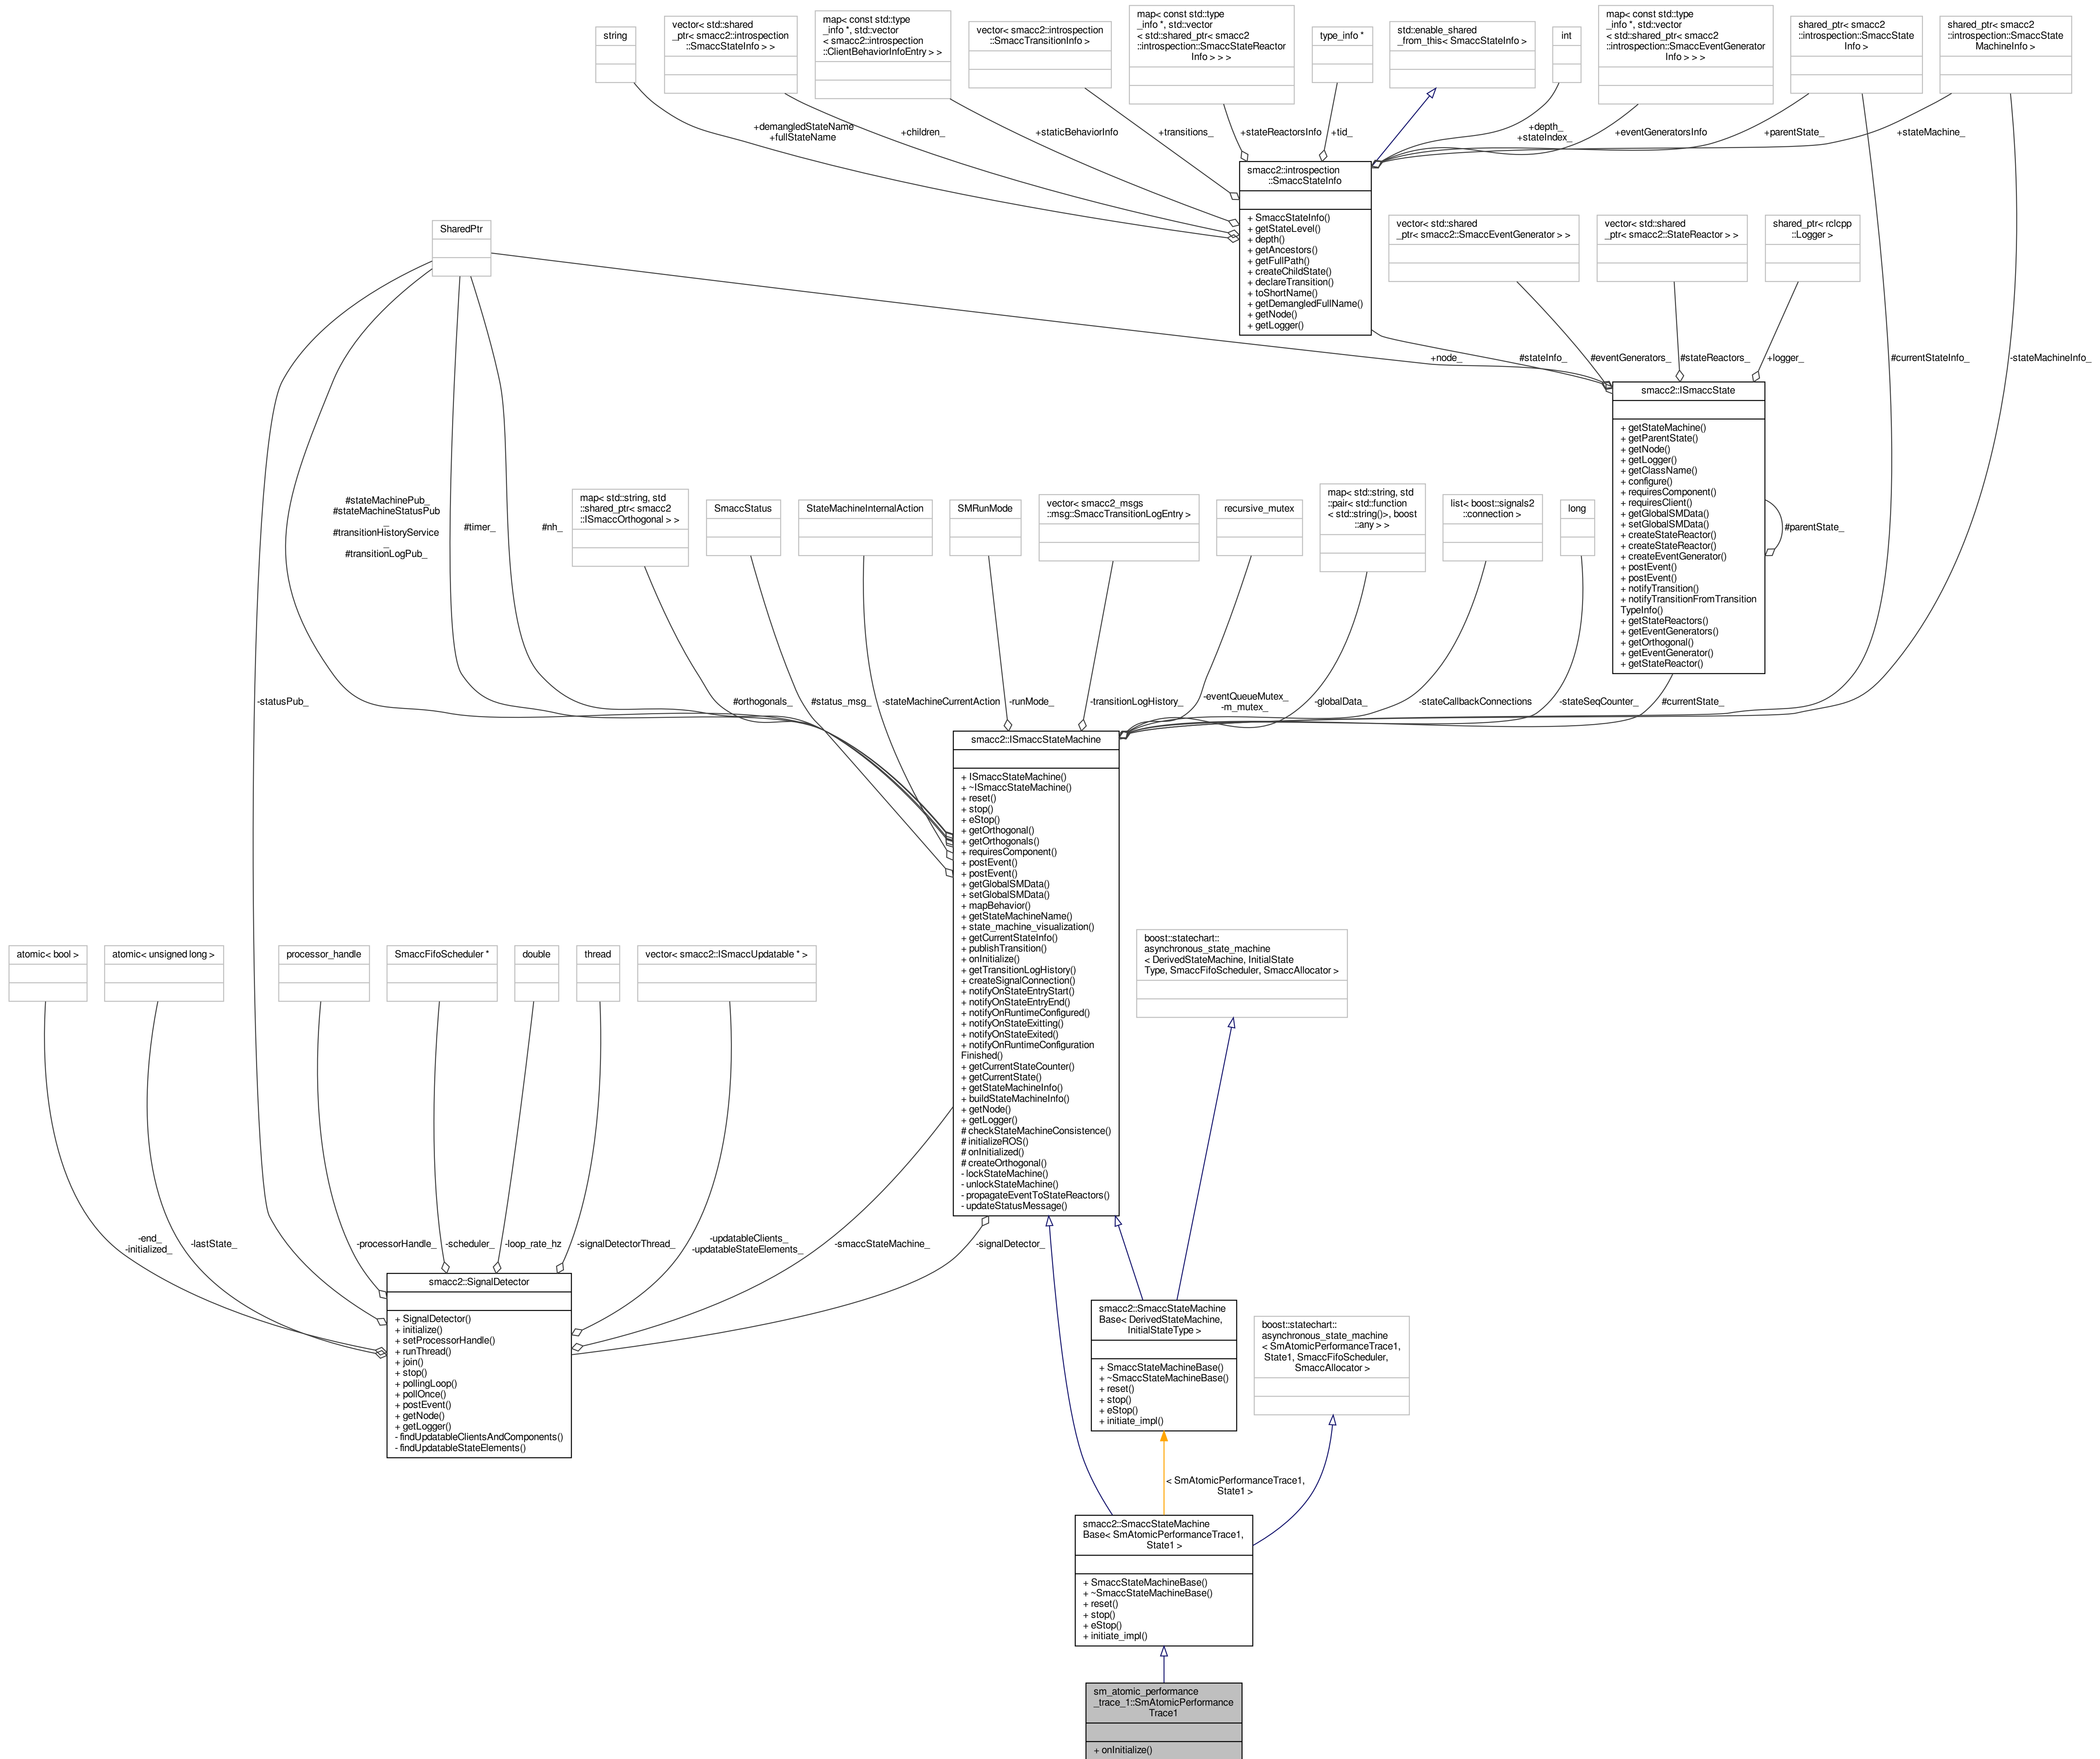 string
vector< std::shared
_ptr< smacc2::introspection
::SmaccStateInfo > >
map< const std::type
_info *, std::vector
< smacc2::introspection
::ClientBehaviorInfoEntry > >
vector< smacc2::introspection
::SmaccTransitionInfo >
map< const std::type
_info *, std::vector
< std::shared_ptr< smacc2
::introspection::SmaccStateReactor
Info > > >
type_info *
std::enable_shared
_from_this< SmaccStateInfo >
int
map< const std::type
_info *, std::vector
< std::shared_ptr< smacc2
::introspection::SmaccEventGenerator
Info > > >
shared_ptr< smacc2
::introspection::SmaccState
Info >
shared_ptr< smacc2
::introspection::SmaccState
MachineInfo >
+demangledStateName
+fullStateName
+children_
+staticBehaviorInfo
+transitions_
+stateReactorsInfo
+tid_
+depth_
+stateIndex_
+eventGeneratorsInfo
+parentState_
+stateMachine_
smacc2::introspection
::SmaccStateInfo
+ SmaccStateInfo()
+ getStateLevel()
+ depth()
+ getAncestors()
+ getFullPath()
+ createChildState()
+ declareTransition()
+ toShortName()
+ getDemangledFullName()
+ getNode()
+ getLogger()
SharedPtr
vector< std::shared
_ptr< smacc2::SmaccEventGenerator > >
vector< std::shared
_ptr< smacc2::StateReactor > >
shared_ptr< rclcpp
::Logger >
+node_
#stateInfo_
#eventGenerators_
#stateReactors_
+logger_
#currentStateInfo_
-stateMachineInfo_
smacc2::ISmaccState
+ getStateMachine()
+ getParentState()
+ getNode()
+ getLogger()
+ getClassName()
+ configure()
+ requiresComponent()
+ requiresClient()
+ getGlobalSMData()
+ setGlobalSMData()
+ createStateReactor()
+ createStateReactor()
+ createEventGenerator()
+ postEvent()
+ postEvent()
+ notifyTransition()
+ notifyTransitionFromTransition
TypeInfo()
+ getStateReactors()
+ getEventGenerators()
+ getOrthogonal()
+ getEventGenerator()
+ getStateReactor()
#parentState_
#stateMachinePub_
#stateMachineStatusPub
_
#transitionHistoryService
_
#transitionLogPub_
#timer_
#nh_
map< std::string, std
::shared_ptr< smacc2
::ISmaccOrthogonal > >
SmaccStatus
StateMachineInternalAction
SMRunMode
vector< smacc2_msgs
::msg::SmaccTransitionLogEntry >
recursive_mutex
map< std::string, std
::pair< std::function
< std::string()>, boost
::any > >
list< boost::signals2
::connection >
long
-statusPub_
#orthogonals_
#status_msg_
-stateMachineCurrentAction
-runMode_
-transitionLogHistory_
-eventQueueMutex_
-m_mutex_
-globalData_
-stateCallbackConnections
-stateSeqCounter_
#currentState_
smacc2::ISmaccStateMachine
+ ISmaccStateMachine()
+ ~ISmaccStateMachine()
+ reset()
+ stop()
+ eStop()
+ getOrthogonal()
+ getOrthogonals()
+ requiresComponent()
+ postEvent()
+ postEvent()
+ getGlobalSMData()
+ setGlobalSMData()
+ mapBehavior()
+ getStateMachineName()
+ state_machine_visualization()
+ getCurrentStateInfo()
+ publishTransition()
+ onInitialize()
+ getTransitionLogHistory()
+ createSignalConnection()
+ notifyOnStateEntryStart()
+ notifyOnStateEntryEnd()
+ notifyOnRuntimeConfigured()
+ notifyOnStateExitting()
+ notifyOnStateExited()
+ notifyOnRuntimeConfiguration
Finished()
+ getCurrentStateCounter()
+ getCurrentState()
+ getStateMachineInfo()
+ buildStateMachineInfo()
+ getNode()
+ getLogger()
# checkStateMachineConsistence()
# initializeROS()
# onInitialized()
# createOrthogonal()
- lockStateMachine()
- unlockStateMachine()
- propagateEventToStateReactors()
- updateStatusMessage()
atomic< bool >
atomic< unsigned long >
processor_handle
SmaccFifoScheduler *
double
thread
vector< smacc2::ISmaccUpdatable * >
boost::statechart::
asynchronous_state_machine
< DerivedStateMachine, InitialState
Type, SmaccFifoScheduler, SmaccAllocator >
-end_
-initialized_
-lastState_
-processorHandle_
-scheduler_
-loop_rate_hz
-signalDetectorThread_
-updatableClients_
-updatableStateElements_
-smaccStateMachine_
-signalDetector_
smacc2::SignalDetector
+ SignalDetector()
+ initialize()
+ setProcessorHandle()
+ runThread()
+ join()
+ stop()
+ pollingLoop()
+ pollOnce()
+ postEvent()
+ getNode()
+ getLogger()
- findUpdatableClientsAndComponents()
- findUpdatableStateElements()
smacc2::SmaccStateMachine
Base< DerivedStateMachine,
InitialStateType >
+ SmaccStateMachineBase()
+ ~SmaccStateMachineBase()
+ reset()
+ stop()
+ eStop()
+ initiate_impl()
boost::statechart::
asynchronous_state_machine
< SmAtomicPerformanceTrace1,
State1, SmaccFifoScheduler,
SmaccAllocator >
< SmAtomicPerformanceTrace1,
State1 >
smacc2::SmaccStateMachine
Base< SmAtomicPerformanceTrace1,
State1 >
+ SmaccStateMachineBase()
+ ~SmaccStateMachineBase()
+ reset()
+ stop()
+ eStop()
+ initiate_impl()
sm_atomic_performance
_trace_1::SmAtomicPerformance
Trace1
+ onInitialize()